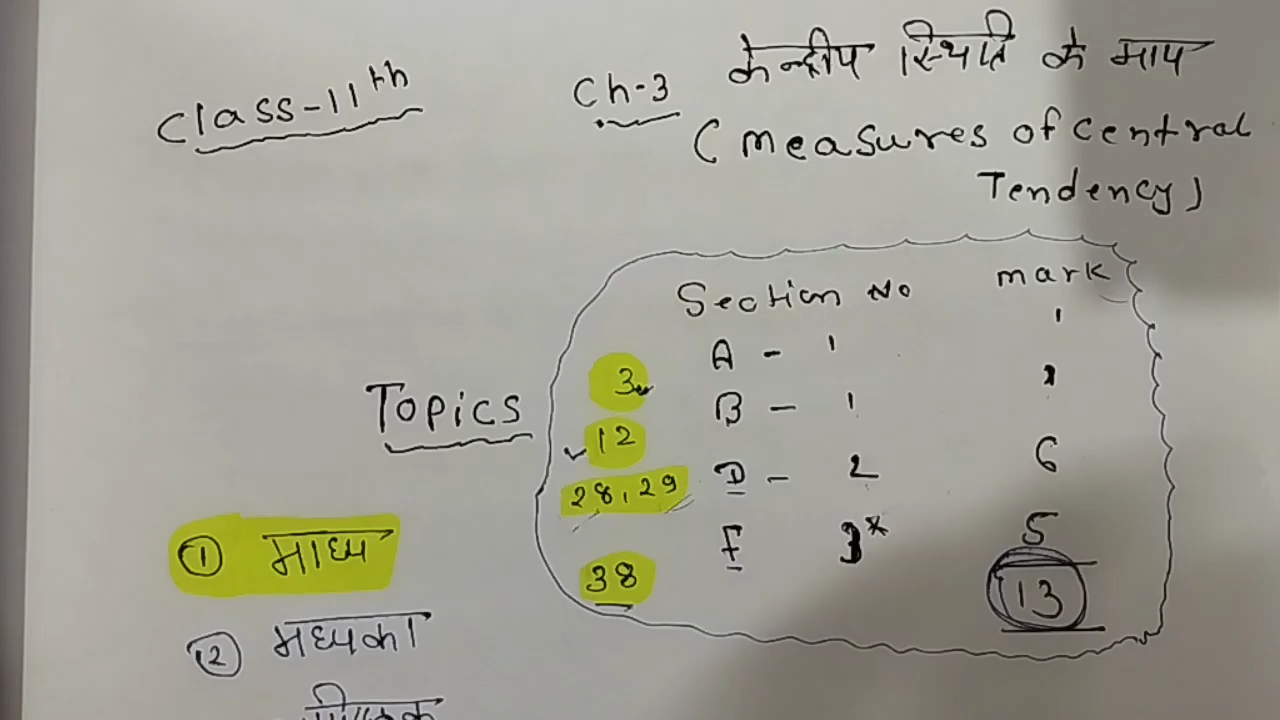 Class-11th
Ch-3 केन्द्रीय स्थिति के माप
(Measures of Central
Tendency)
Section No mark
A - 1 1
3 B - 1 1
Topics
12 D - 2 6
28, 29
F 5
38 13
① माध्य
② मध्यका